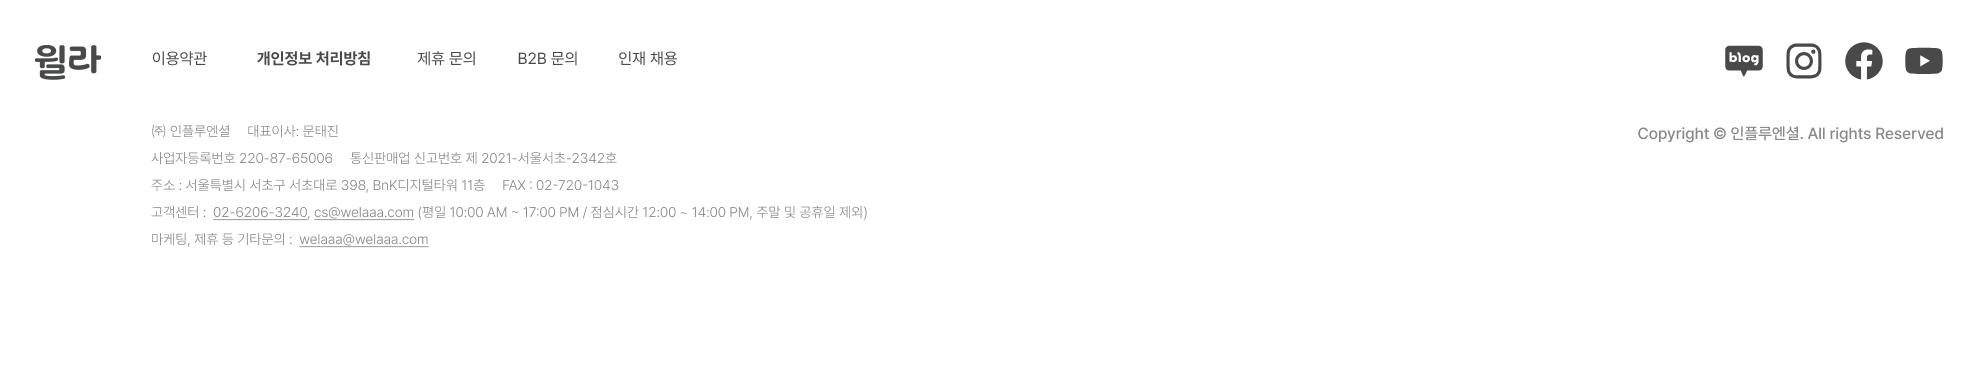 윌라 이용약관 개인정보 처리방침 제휴 문의 B2B 문의 인재 채용 blog
㈜ 인플루엔셜 대표이사: 문태진
Copyright © 인플루엔셜. All rights Reserved
사업자등록번호 220-87-65006 통신판매업 신고번호 제 2021-서울서초-2342호
주소 : 서울특별시 서초구 서초대로 398, BnK디지털타워 11층 FAX : 02-720-1043
고객센터 : 02-6206-3240, cs@welaaa.com (평일 10:00 AM ~ 17:00 PM / 점심시간 12:00 ~ 14:00 PM, 주말 및 공휴일 제외)
마케팅, 제휴 등 기타문의 : welaaa@welaaa.com